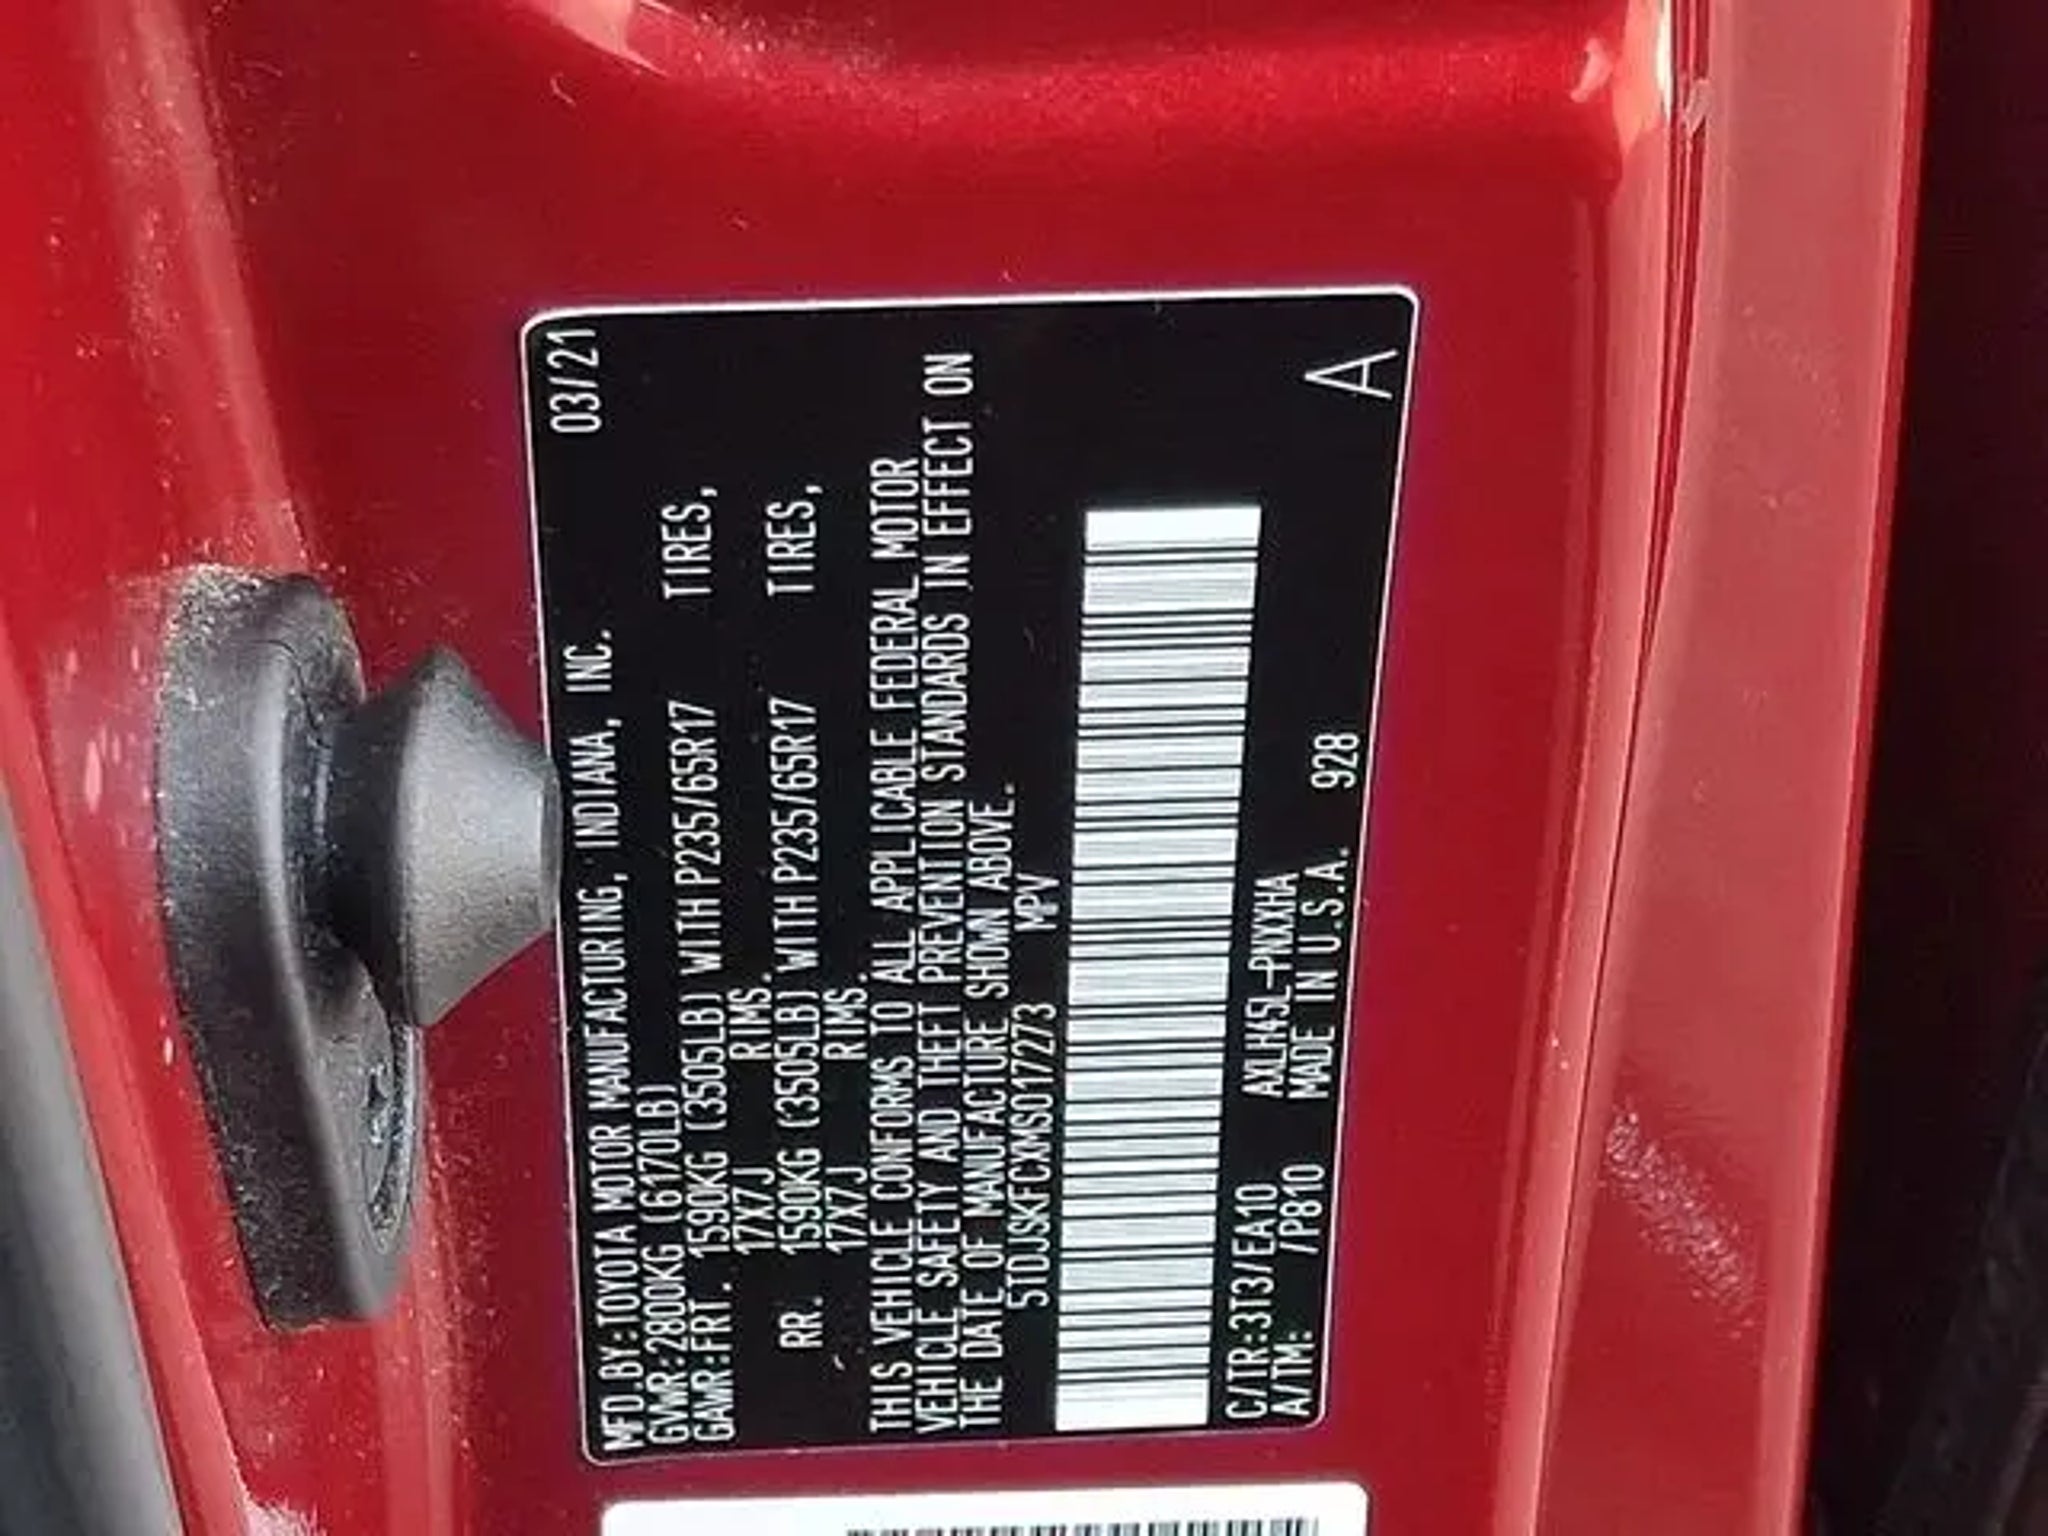 MFD.BY:TOYOTA MOTOR MANUFACTURING, INDIANA, INC. 03/21
GVWR:2800KG (6170LB)
GAWR:FRT. 1590KG (3505LB) WITH P235/65R17 TIRES,
17X7J RIMS.
RR. 1590KG (3505LB) WITH P235/65R17 TIRES,
17X7J RIMS.
THIS VEHICLE CONFORMS TO ALL APPLICABLE FEDERAL MOTOR
VEHICLE SAFETY AND THEFT PREVENTION STANDARDS IN EFFECT ON
THE DATE OF MANUFACTURE SHOWN ABOVE.
5TDJSKFCXMS017273 MPV
C/TR:3T3/EA10 AXLH45L-PNXXHA
A/TM: /P810 MADE IN U.S.A. 928 A